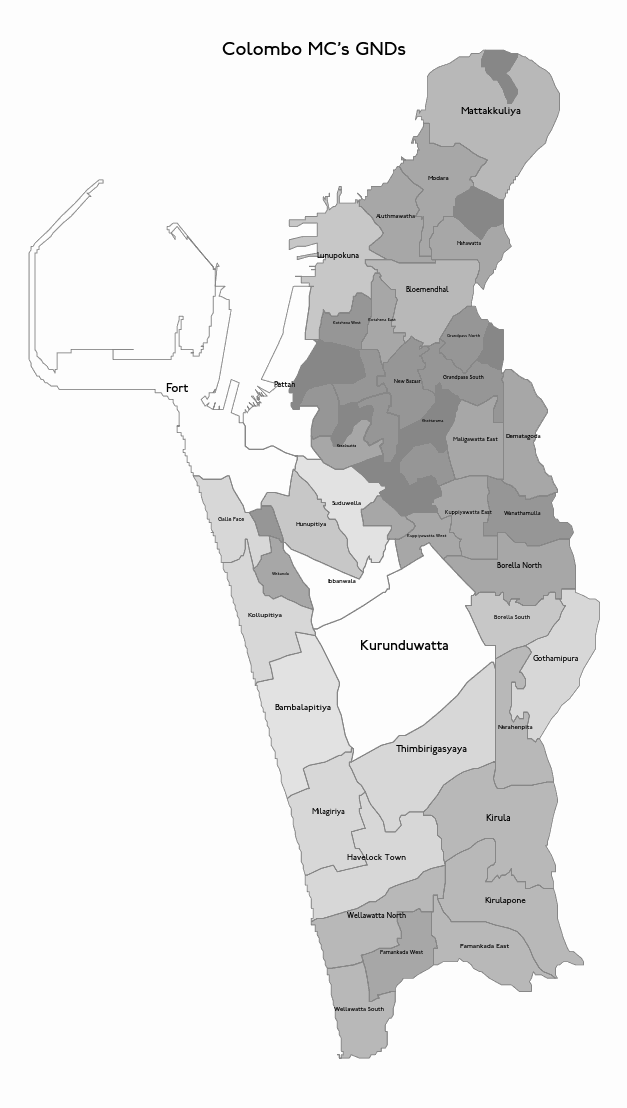 Colombo MC's GNDs
Mattakkuliya
Modara
Aluthmawatha
Mahawatta
Lunupokuna
Bloemendhal
Kotahena West
Kotahena East
Grandpass North
Fort
Pettah
New Bazaar
Grandpass South
Maligawatta East
Dematagoda
Suduwella
Galle Face
Hunupitiya
Kuppiyawatta East
Wanathamulla
Kuppiyawatta West
Borella North
Ibbanwala
Wekanda
Kollupitiya
Borella South
Kurunduwatta
Gothamipura
Bambalapitiya
Narahenpita
Thimbirigasyaya
Milagiriya
Kirula
Havelock Town
Kirulapone
Wellawatta North
Pamankada West
Pamankada East
Wellawatta South